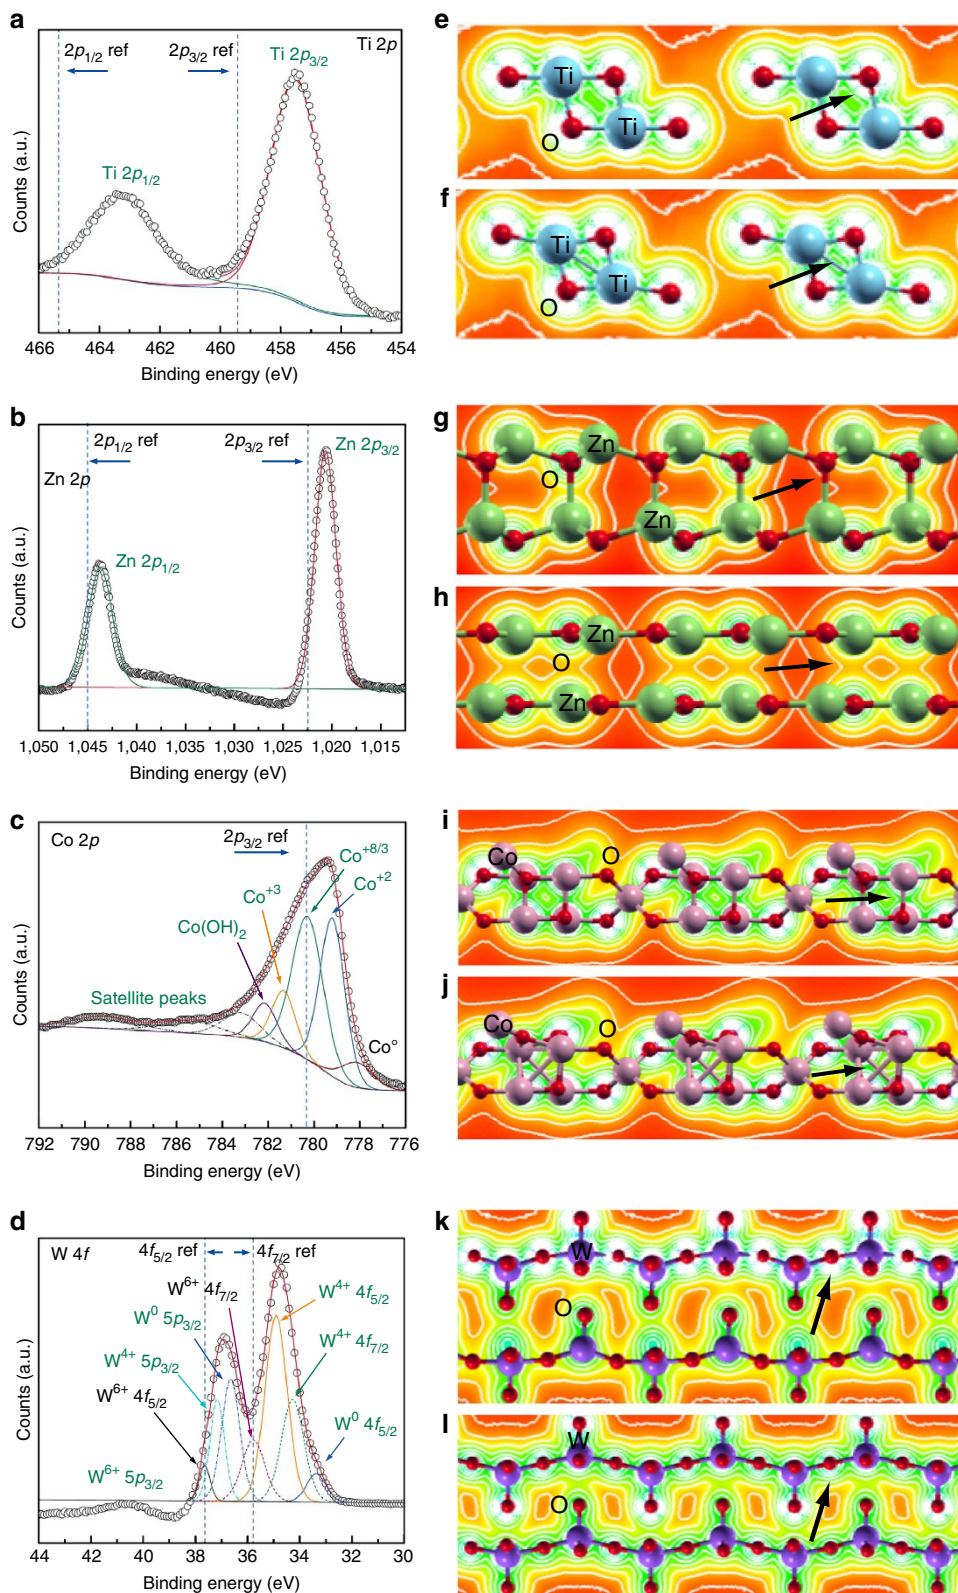 a
2p1/2 ref
2p3/2 ref
Ti 2p3/2
Ti 2p
Ti 2p1/2
Counts (a.u.)
466 464 462 460 458 456 454
Binding energy (eV)
b
2p1/2 ref
2p3/2 ref
Zn 2p3/2
Zn 2p
Zn 2p1/2
Counts (a.u.)
1,050 1,045 1,040 1,035 1,030 1,025 1,020 1,015
Binding energy (eV)
c
Co 2p
2p3/2 ref
Co+8/3
Co+3
Co+2
Co(OH)2
Satellite peaks
Co°
Counts (a.u.)
792 790 788 786 784 782 780 778 776
Binding energy (eV)
d
W 4f
4f5/2 ref
4f7/2 ref
W6+ 4f7/2
W4+ 4f5/2
W0 5p3/2
W4+ 4f7/2
W4+ 5p3/2
W6+ 4f5/2
W0 4f5/2
W6+ 5p3/2
Counts (a.u.)
44 42 40 38 36 34 32 30
Binding energy (eV)
e
Ti
Ti
O
f
Ti
Ti
O
g
Zn
O
Zn
h
Zn
O
Zn
i
Co
O
j
Co
O
k
W
O
l
W
O